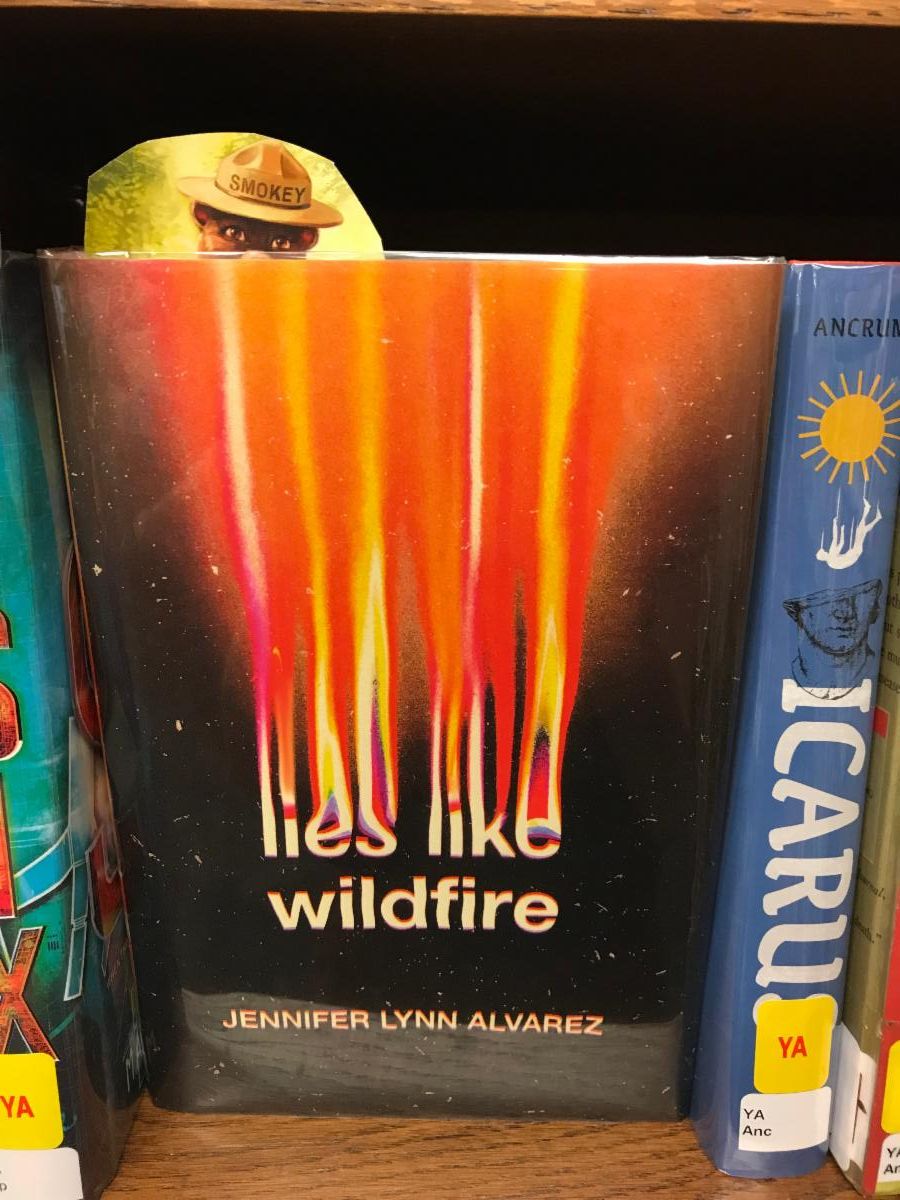 SMOKEY
lies like
wildfire
JENNIFER LYNN ALVAREZ
ANCRUM
ICARUS
YA
YA
Anc
YA